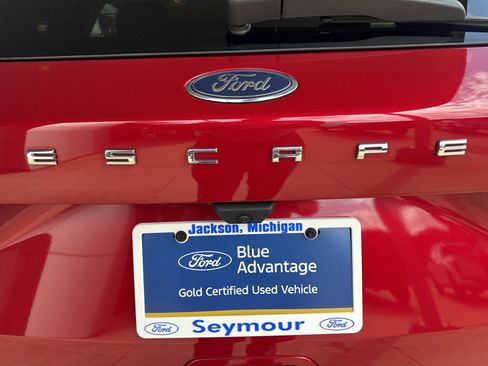 Ford
ESCAPE
Jackson, Michigan
Ford Blue
Advantage
Gold Certified Used Vehicle
Ford Seymour Ford